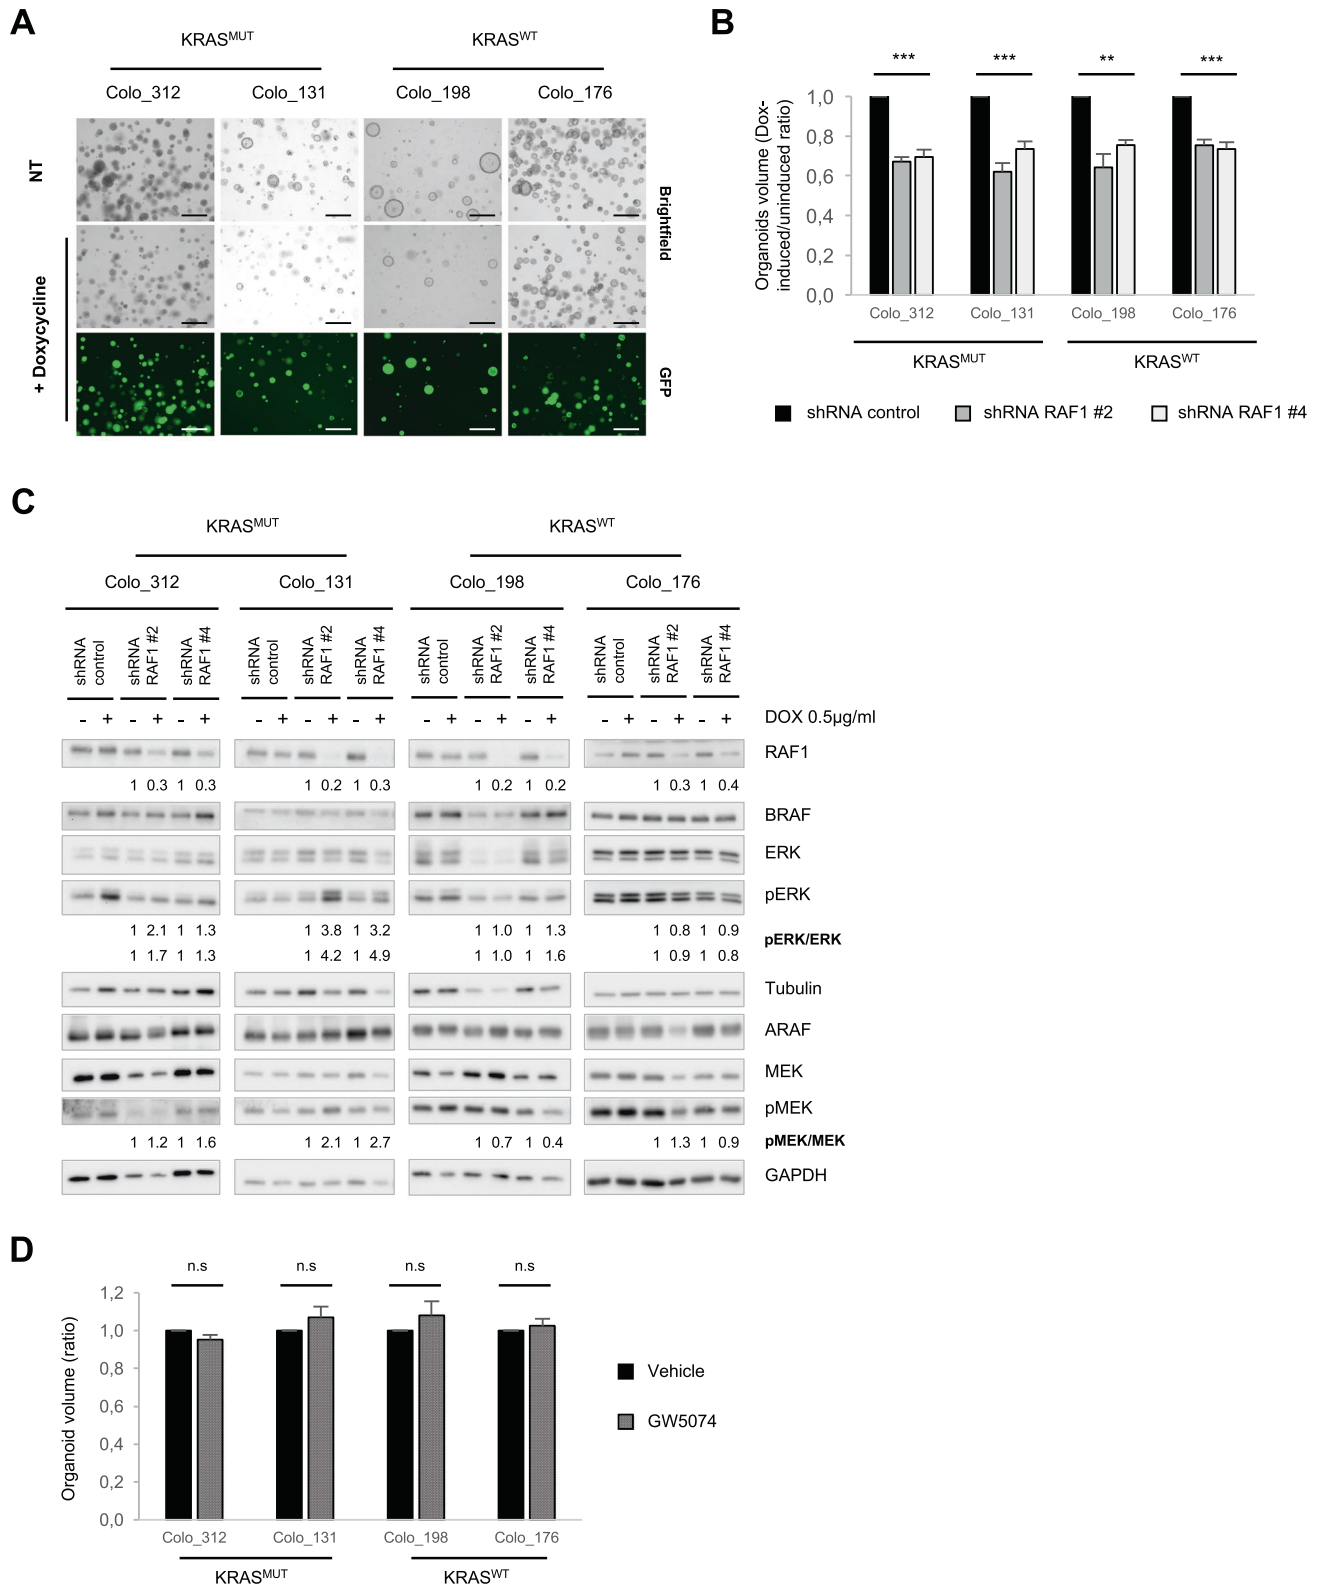 A
KRASMUT KRASWT
Colo_312 Colo_131 Colo_198 Colo_176
NT
+ Doxycycline
Brightfield
GFP
B
*** *** ** ***
Organoids volume (Dox-
induced/uninduced ratio)
1,0
0,8
0,6
0,4
0,2
0,0
Colo_312 Colo_131 Colo_198 Colo_176
KRASMUT KRASWT
shRNA control shRNA RAF1 #2 shRNA RAF1 #4
C
KRASMUT KRASWT
Colo_312 Colo_131 Colo_198 Colo_176
shRNA control shRNA RAF1 #2 shRNA RAF1 #4 shRNA control shRNA RAF1 #2 shRNA RAF1 #4 shRNA control shRNA RAF1 #2 shRNA RAF1 #4 shRNA control shRNA RAF1 #2 shRNA RAF1 #4
- + - + - + - + - + - + - + - + - + - + - + - + DOX 0.5µg/ml
RAF1
1 0.3 1 0.3 1 0.2 1 0.3 1 0.2 1 0.2 1 0.3 1 0.4
BRAF
ERK
pERK
1 2.1 1 1.3 1 3.8 1 3.2 1 1.0 1 1.3 1 0.8 1 0.9
pERK/ERK
1 1.7 1 1.3 1 4.2 1 4.9 1 1.0 1 1.6 1 0.9 1 0.8
Tubulin
ARAF
MEK
pMEK
1 1.2 1 1.6 1 2.1 1 2.7 1 0.7 1 0.4 1 1.3 1 0.9 pMEK/MEK
GAPDH
D
n.s n.s n.s n.s
Organoid volume (ratio)
1,2
1,0
0,8
0,6
0,4
0,2
0,0
Vehicle
GW5074
Colo_312 Colo_131 Colo_198 Colo_176
KRASMUT KRASWT